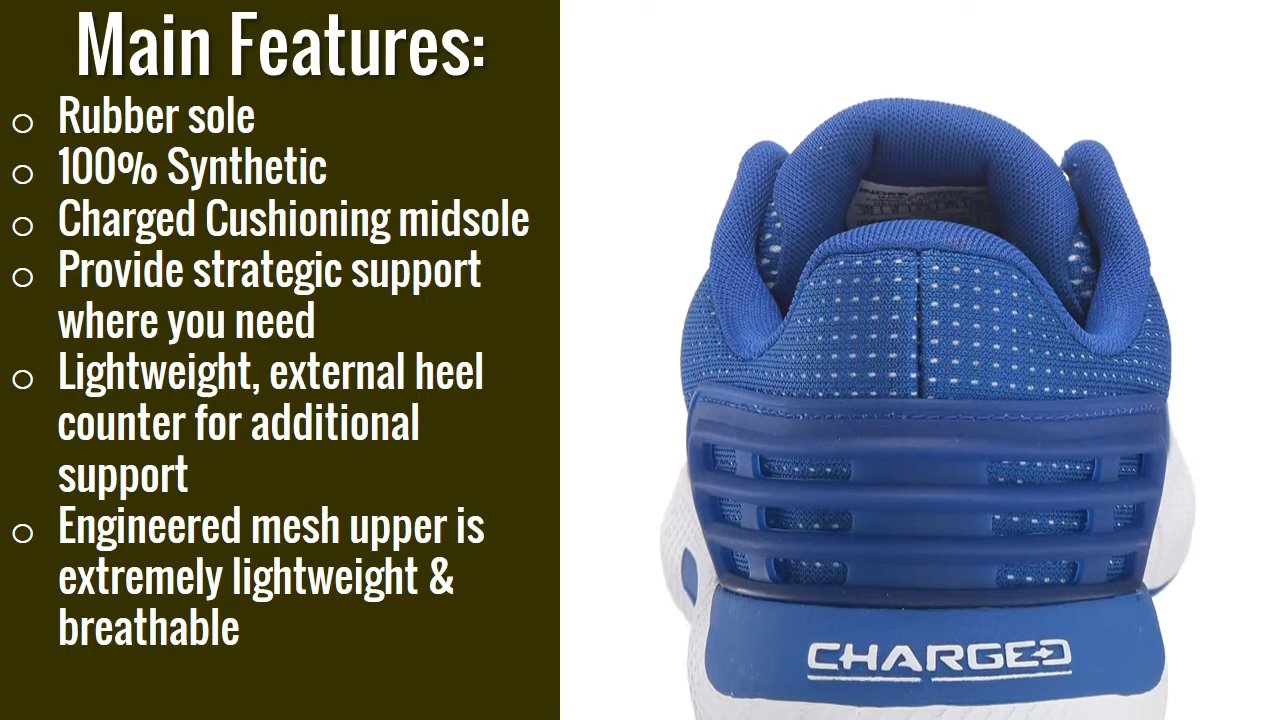 Main Features:
o Rubber sole
o 100% Synthetic
o Charged Cushioning midsole
o Provide strategic support
where you need
o Lightweight, external heel
counter for additional
support
o Engineered mesh upper is
extremely lightweight &
breathable
CHARGED